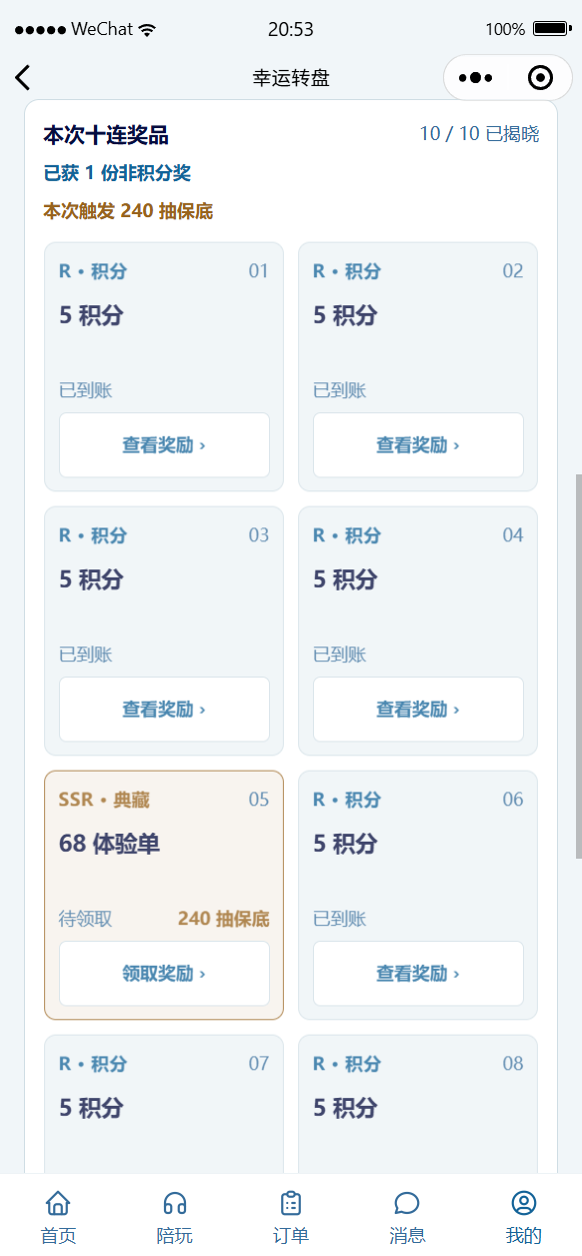 WeChat 20:53 100%
幸运转盘
本次十连奖品 10 / 10 已揭晓
已获 1 份非积分奖
本次触发 240 抽保底
R · 积分 01
5 积分
已到账
查看奖励 ›
R · 积分 02
5 积分
已到账
查看奖励 ›
R · 积分 03
5 积分
已到账
查看奖励 ›
R · 积分 04
5 积分
已到账
查看奖励 ›
SSR · 典藏 05
68 体验单
待领取 240 抽保底
领取奖励 ›
R · 积分 06
5 积分
已到账
查看奖励 ›
R · 积分 07
5 积分
R · 积分 08
5 积分
首页 陪玩 订单 消息 我的